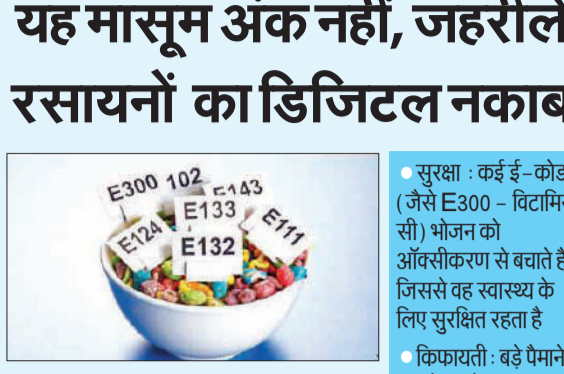 यह मासूम अंक नहीं, जहरीले
रसायनों का डिजिटल नकाब
E300 102 E143
E133
E124 E132 E111
• सुरक्षा : कई ई-कोड
(जैसे E300 – विटामि
सी) भोजन को
ऑक्सीकरण से बचाते है
जिससे वह स्वास्थ्य के
लिए सुरक्षित रहता है
• किफायती : बड़े पैमाने